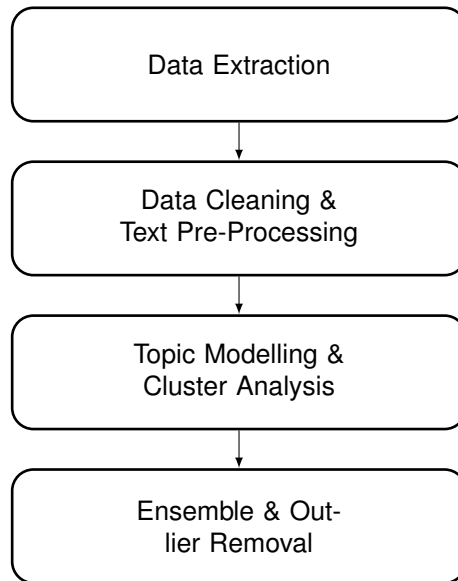 Data Extraction
Data Cleaning &
Text Pre-Processing
Topic Modelling &
Cluster Analysis
Ensemble & Out-
lier Removal